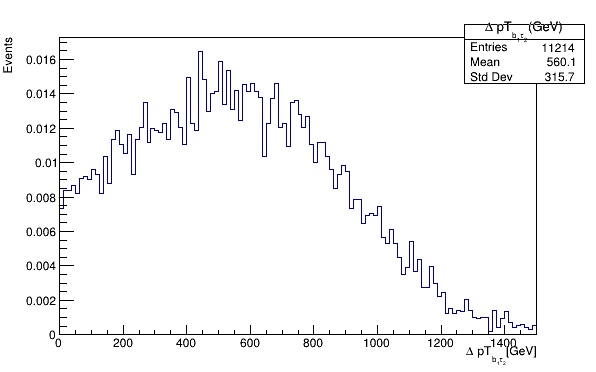 Δ pT_{b_1τ_2}(GeV)
Entries 11214
Mean 560.1
Std Dev 315.7
Events
0.016
0.014
0.012
0.01
0.008
0.006
0.004
0.002
0
0 200 400 600 800 1000 1200 1400
Δ pT_{b_1τ_2}[GeV]